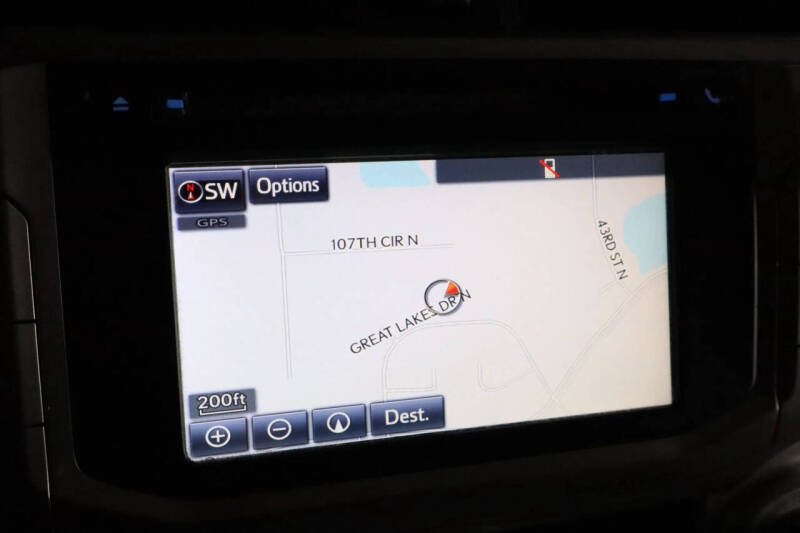 N
SW
Options
GPS
107TH CIR N
43RD ST N
GREAT LAKES DR N
200ft
Dest.